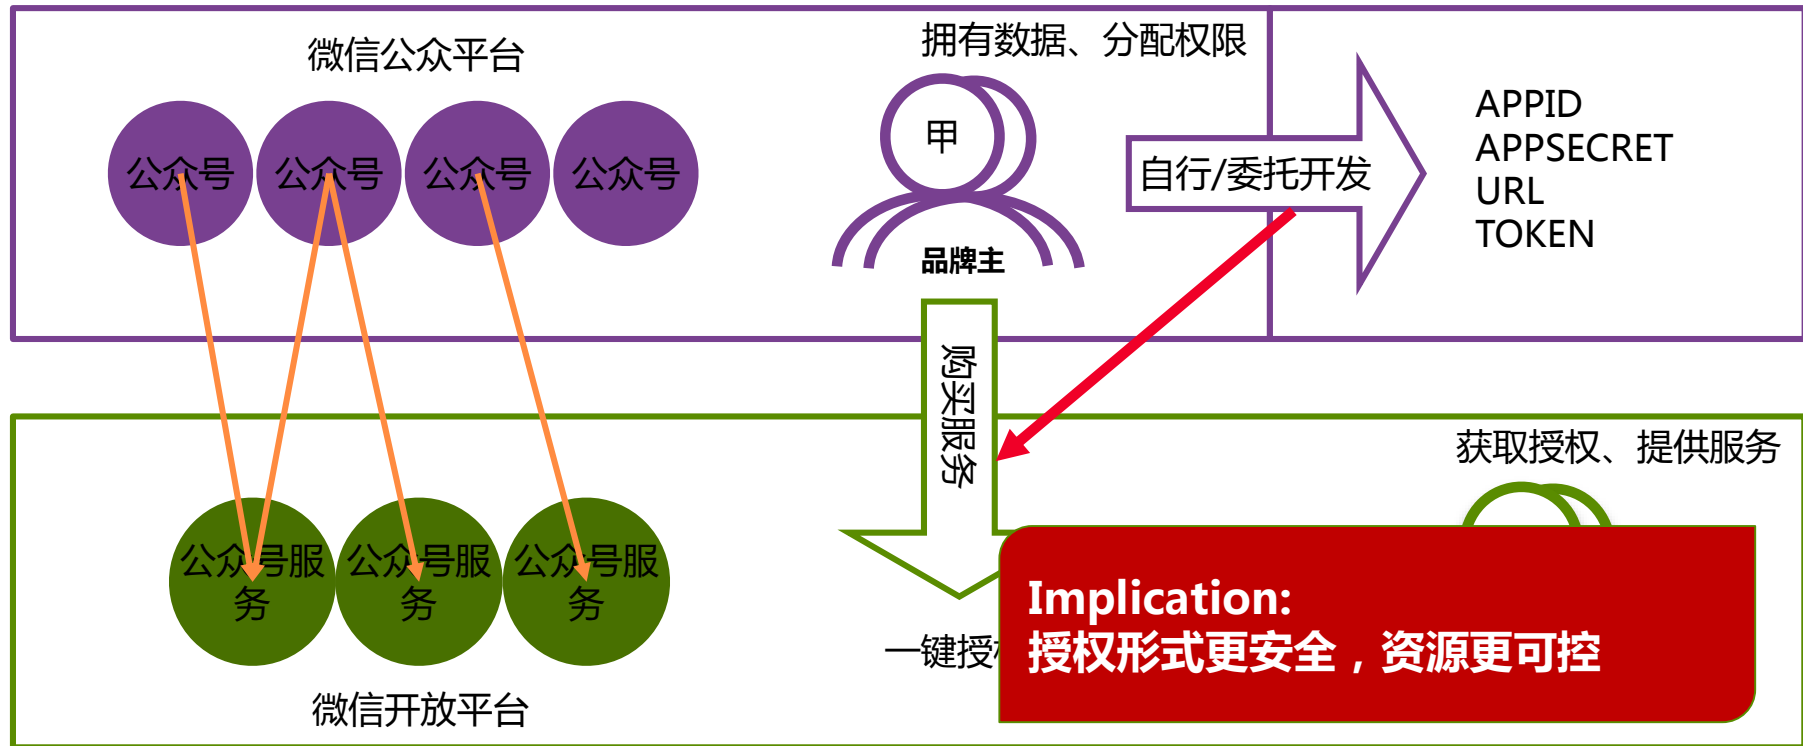 微信公众平台
拥有数据、分配权限
公众号
公众号
公众号
公众号
甲
品牌主
自行/委托开发
APPID
APPSECRET
URL
TOKEN
购买服务
获取授权、提供服务
公众号服
务
公众号服
务
公众号服
务
一键授
Implication:
授权形式更安全，资源更可控
微信开放平台